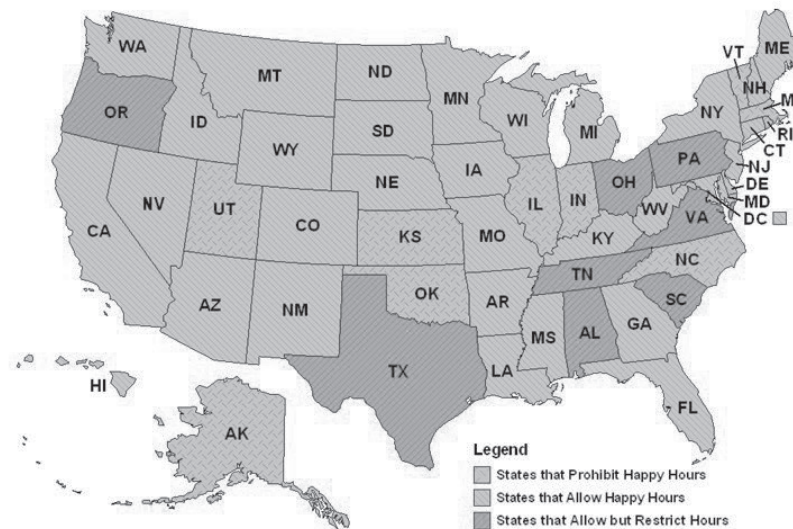 WA
MT
ND
MN
VT
ME
NH
OR
ID
WY
SD
WI
MI
NY
M
RI
CT
NV
UT
CO
NE
IA
IL
IN
OH
PA
NJ
DE
MD
DC
CA
KS
MO
KY
WV
VA
AZ
NM
OK
AR
TN
NC
SC
TX
LA
MS
AL
GA
FL
HI
AK
Legend
States that Prohibit Happy Hours
States that Allow Happy Hours
States that Allow but Restrict Hours